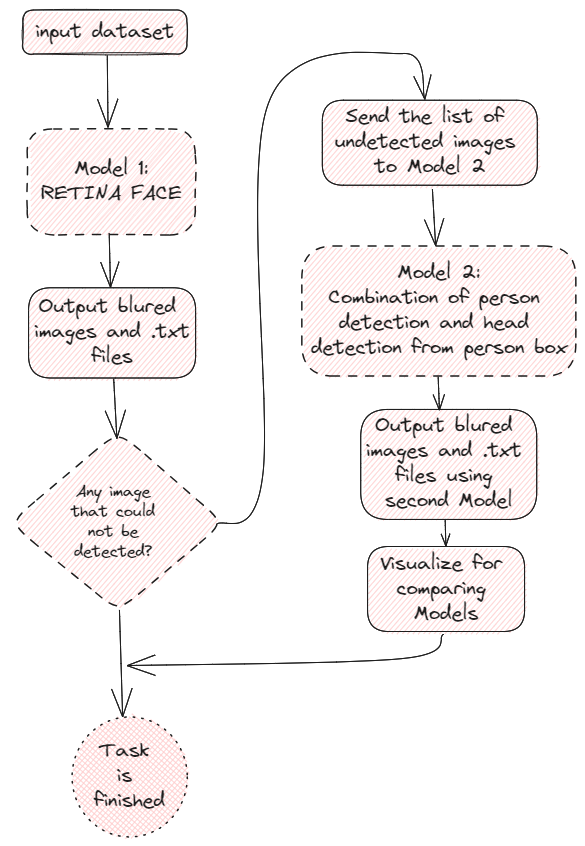 input dataset
Model 1:
RETINA FACE
Output blured
images and .txt
files
Any image
that could
not be
detected?
Send the list of
undetected images
to Model 2
Model 2:
Combination of person
detection and head
detection from person box
Output blured
images and .txt
files using
second Model
Visualize for
comparing
Models
Task
is
finished